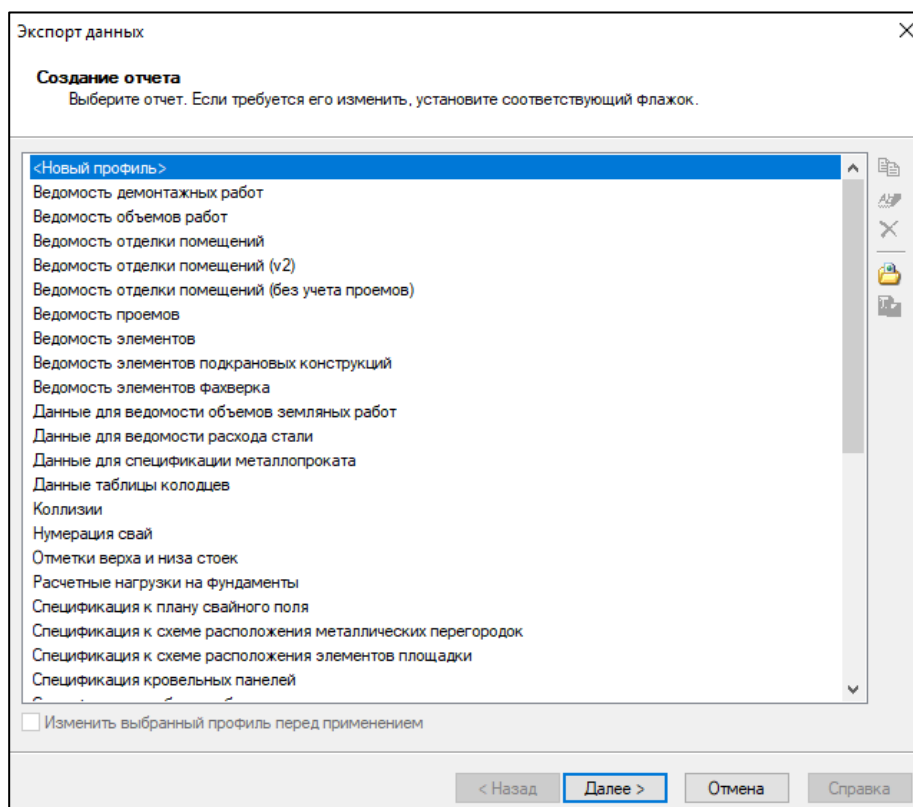 Экспорт данных
Создание отчета
Выберите отчет. Если требуется его изменить, установите соответствующий флажок.
<Новый профиль>
Ведомость демонтажных работ
Ведомость объемов работ
Ведомость отделки помещений
Ведомость отделки помещений (v2)
Ведомость отделки помещений (без учета проемов)
Ведомость проемов
Ведомость элементов
Ведомость элементов подкрановых конструкций
Ведомость элементов фахверка
Данные для ведомости объемов земляных работ
Данные для ведомости расхода стали
Данные для спецификации металлопроката
Данные таблицы колодцев
Коллизии
Нумерация свай
Отметки верха и низа стоек
Расчетные нагрузки на фундаменты
Спецификация к плану свайного поля
Спецификация к схеме расположения металлических перегородок
Спецификация к схеме расположения элементов площадки
Спецификация кровельных панелей
Изменить выбранный профиль перед применением
< Назад Далее > Отмена Справка